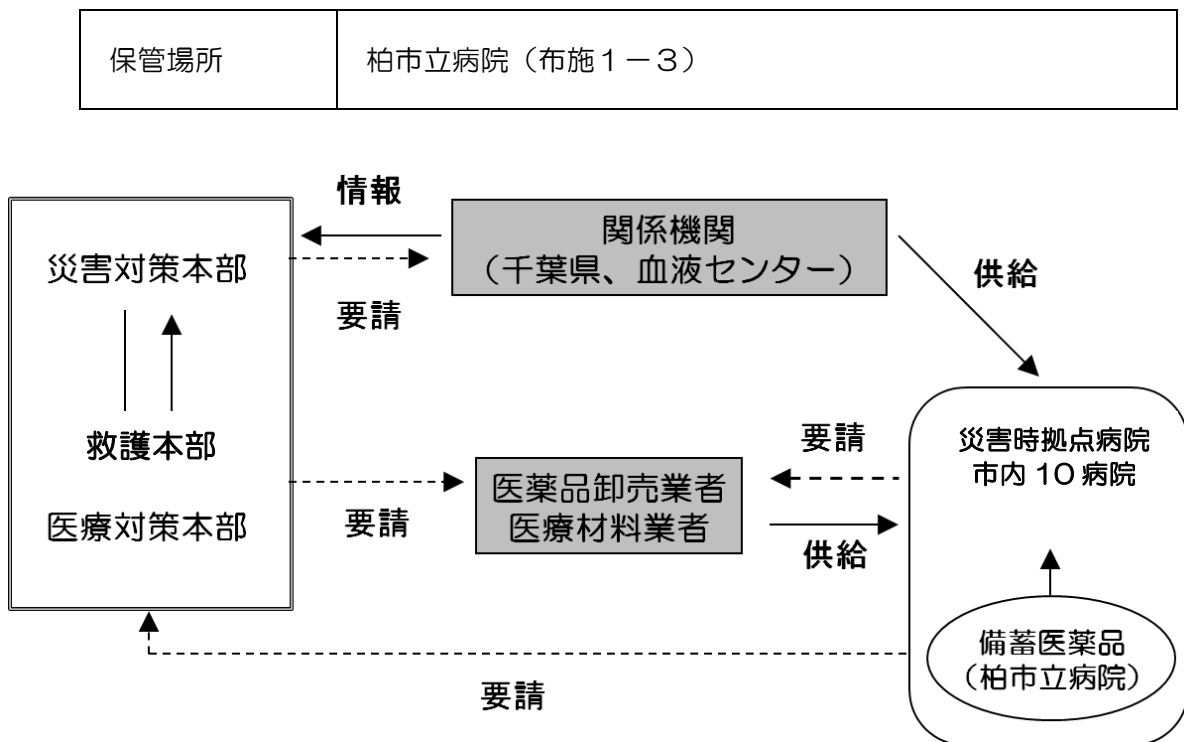 保管場所
柏市立病院（布施１－３）
情報
災害対策本部
関係機関
（千葉県、血液センター）
要請
供給
救護本部
医療対策本部
要請
医薬品卸売業者
医療材料業者
要請
供給
災害時拠点病院
市内 10 病院
備蓄医薬品
（柏市立病院）
要請